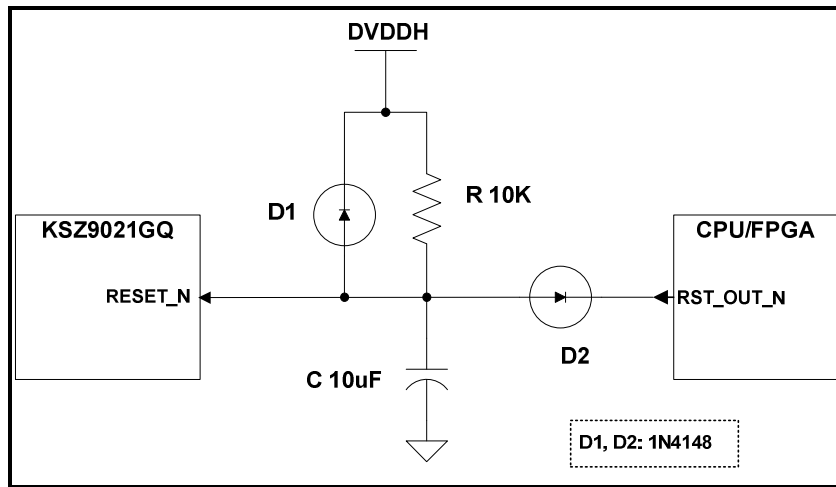 DVDDH
D1
R 10K
KSZ9021GQ
CPU/FPGA
RESET_N
RST_OUT_N
D2
C 10uF
D1, D2: 1N4148